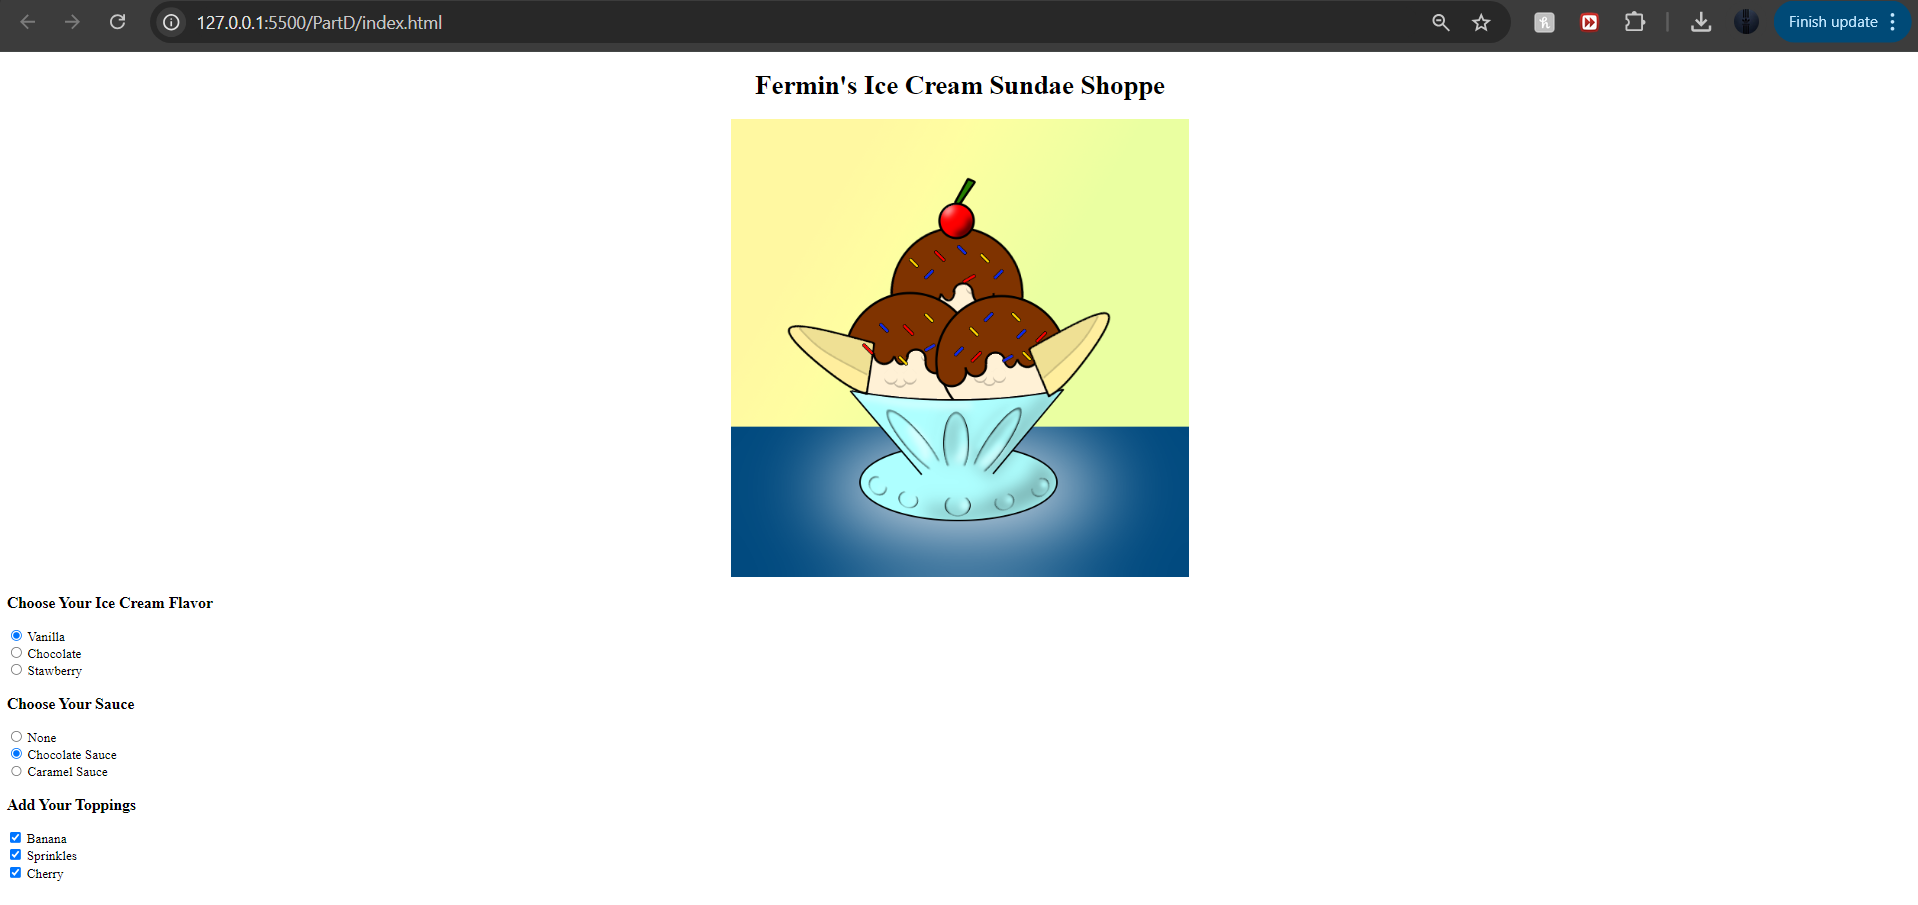 127.0.0.1:5500/PartD/index.html
Finish update
Fermin's Ice Cream Sundae Shoppe
Choose Your Ice Cream Flavor
Vanilla
Chocolate
Stawberry
Choose Your Sauce
None
Chocolate Sauce
Caramel Sauce
Add Your Toppings
Banana
Sprinkles
Cherry